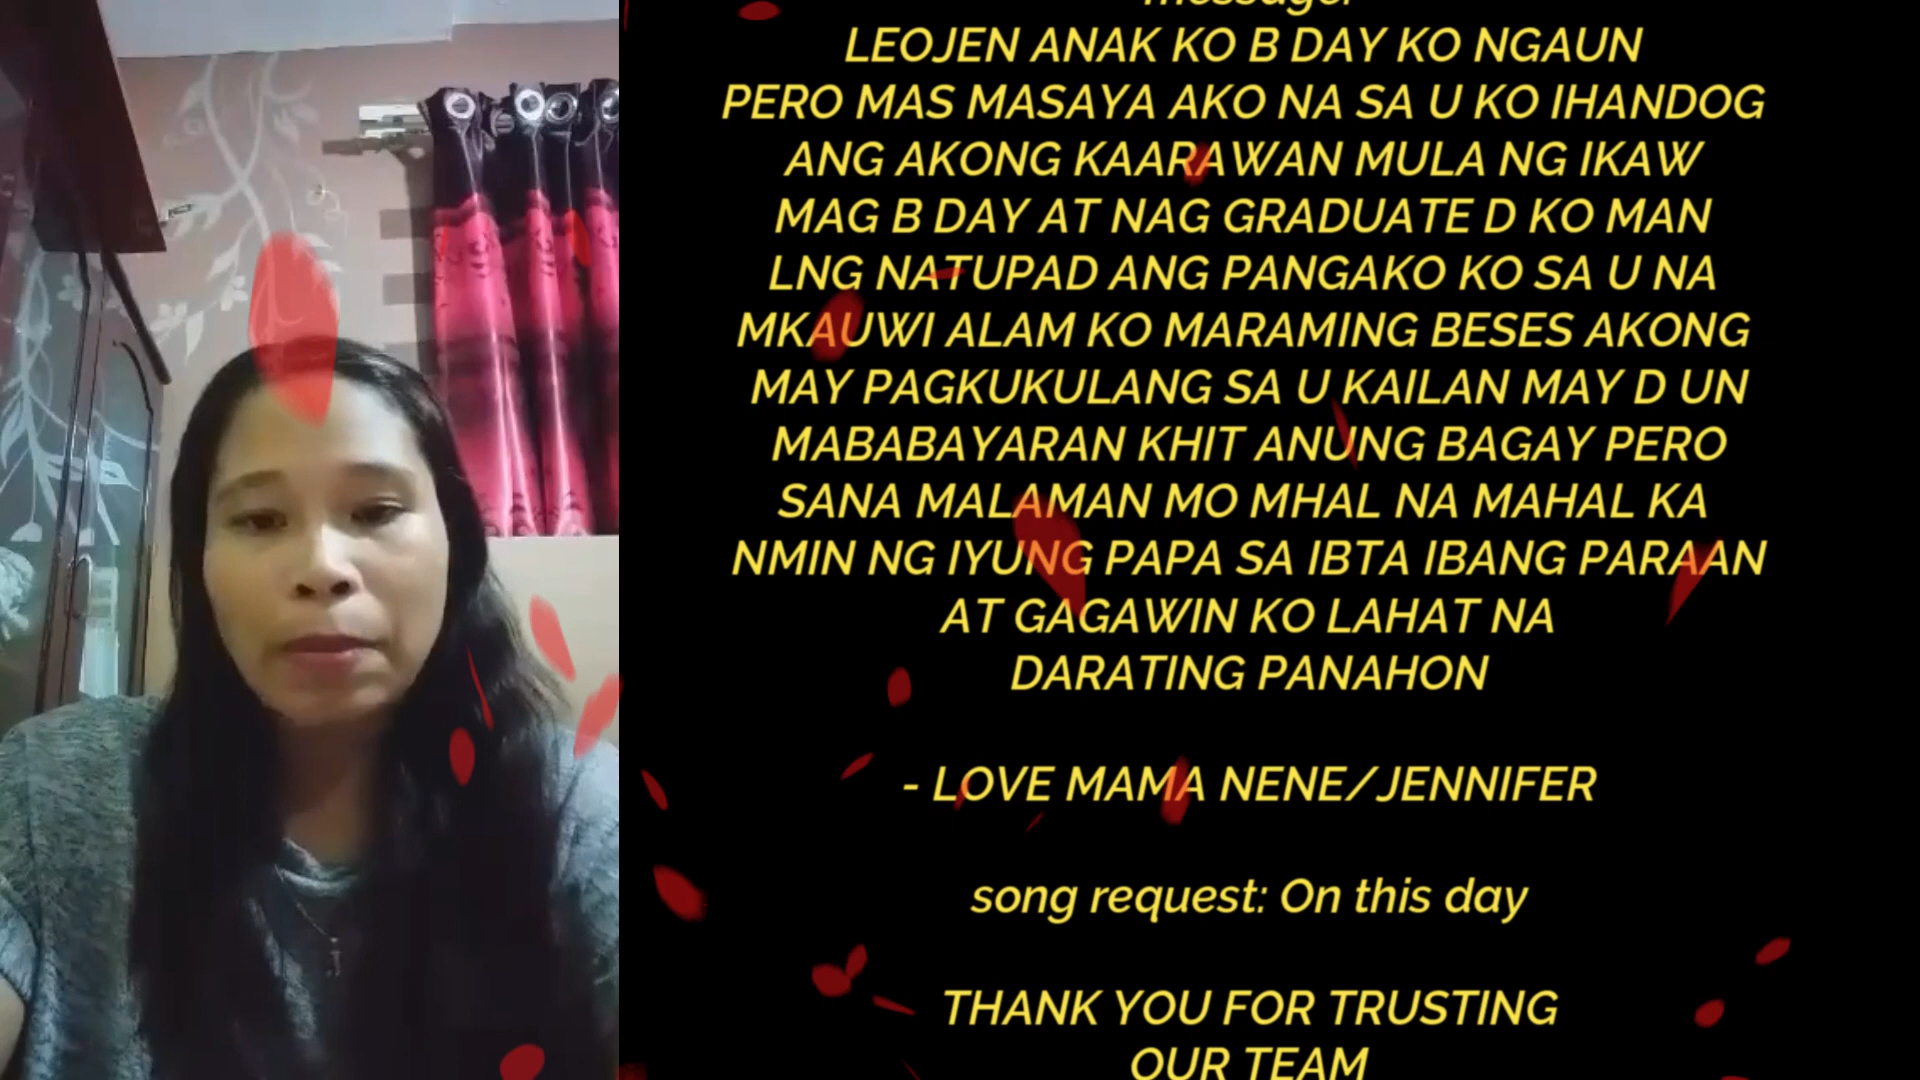 message:
LEOJEN ANAK KO B DAY KO NGAUN
PERO MAS MASAYA AKO NA SA U KO IHANDOG
ANG AKONG KAARAWAN MULA NG IKAW
MAG B DAY AT NAG GRADUATE D KO MAN
LNG NATUPAD ANG PANGAKO KO SA U NA
MKAUWI ALAM KO MARAMING BESES AKONG
MAY PAGKUKULANG SA U KAILAN MAY D UN
MABABAYARAN KHIT ANUNG BAGAY PERO
SANA MALAMAN MO MHAL NA MAHAL KA
NMIN NG IYUNG PAPA SA IBTA IBANG PARAAN
AT GAGAWIN KO LAHAT NA
DARATING PANAHON
- LOVE MAMA NENE/JENNIFER
song request: On this day
THANK YOU FOR TRUSTING
OUR TEAM